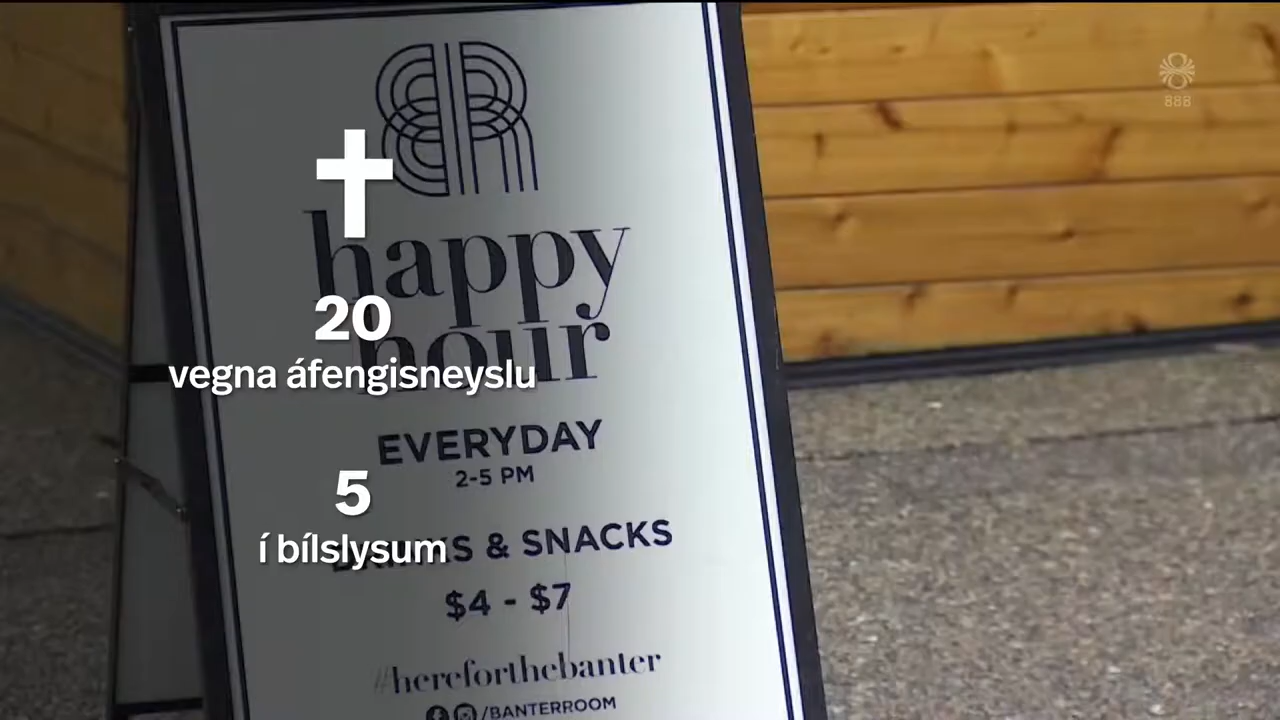 888
happy
hour
20
vegna áfengisneyslu
EVERYDAY
2-5 PM
5
í bílslysum
& SNACKS
$4 - $7
#hereforthebanter
/BANTERROOM